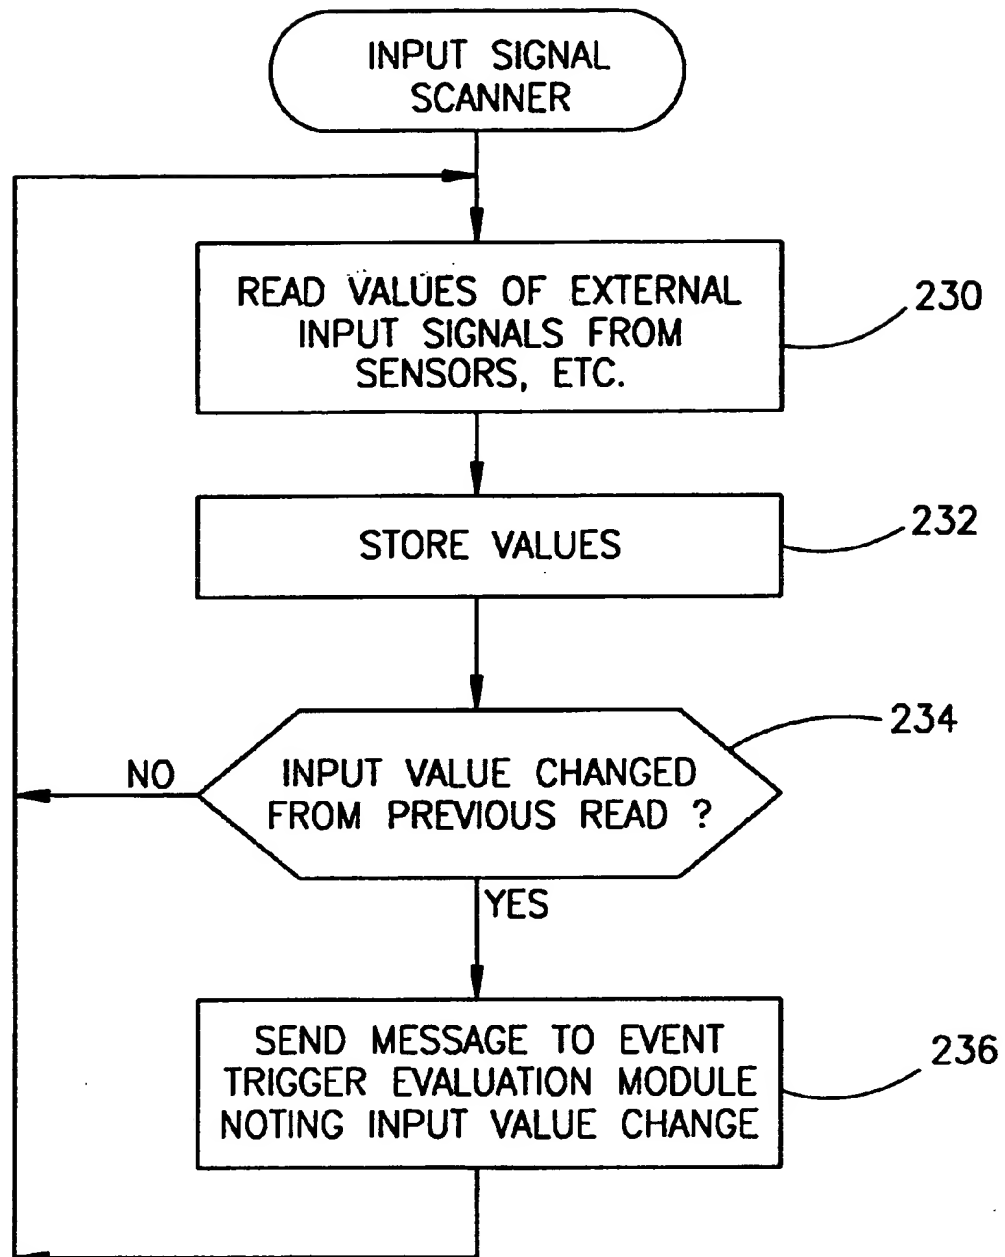 INPUT SIGNAL
SCANNER
READ VALUES OF EXTERNAL
INPUT SIGNALS FROM
SENSORS, ETC.
230
STORE VALUES
232
INPUT VALUE CHANGED
FROM PREVIOUS READ ?
234
NO
YES
SEND MESSAGE TO EVENT
TRIGGER EVALUATION MODULE
NOTING INPUT VALUE CHANGE
236